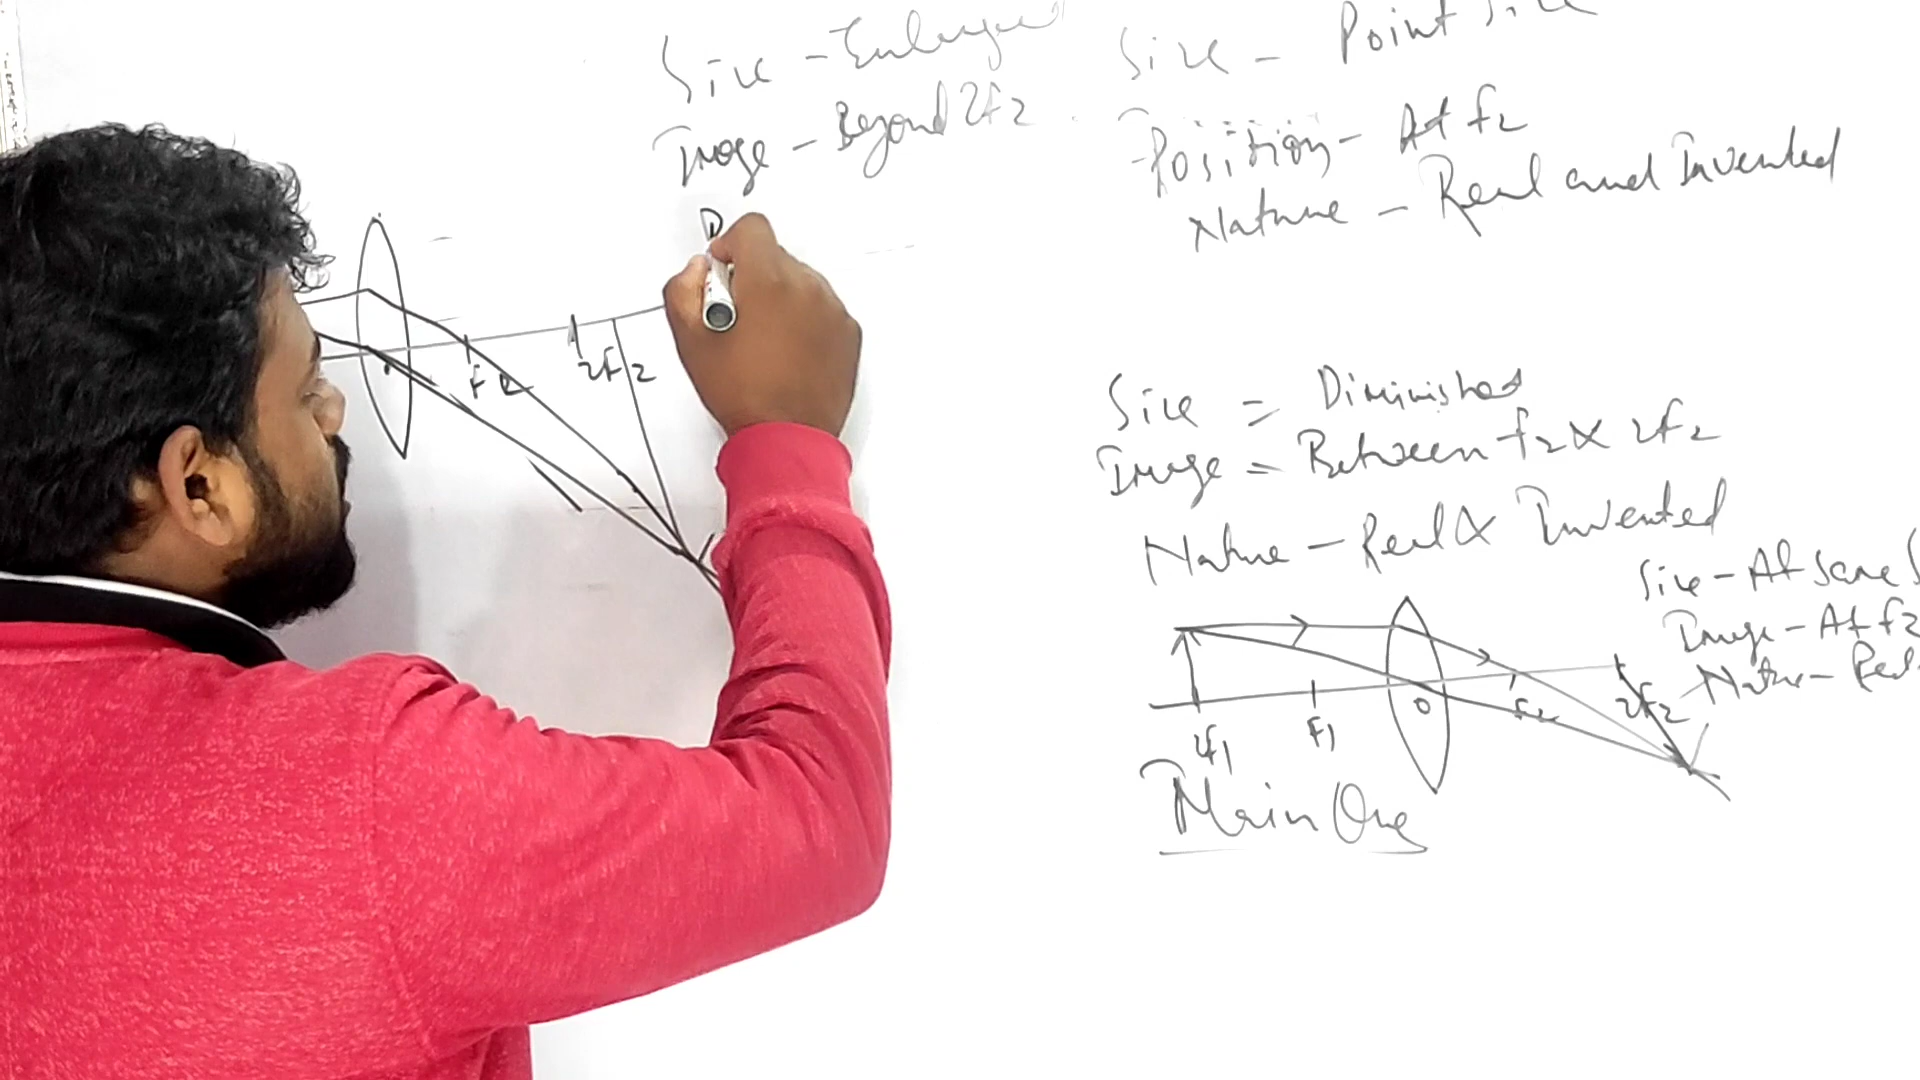 Size - Enlarged
Image - Beyond 2f2
Size - Point Size
Position - At f2
Nature - Real and Inverted
F2
2F2
Size = Diminished
Image = Between f2 & 2f2
Nature - Real & Inverted
Size - At Same S
Image - At f2
Nature - Real
2f1
F1
O
F2
2F2
Main One